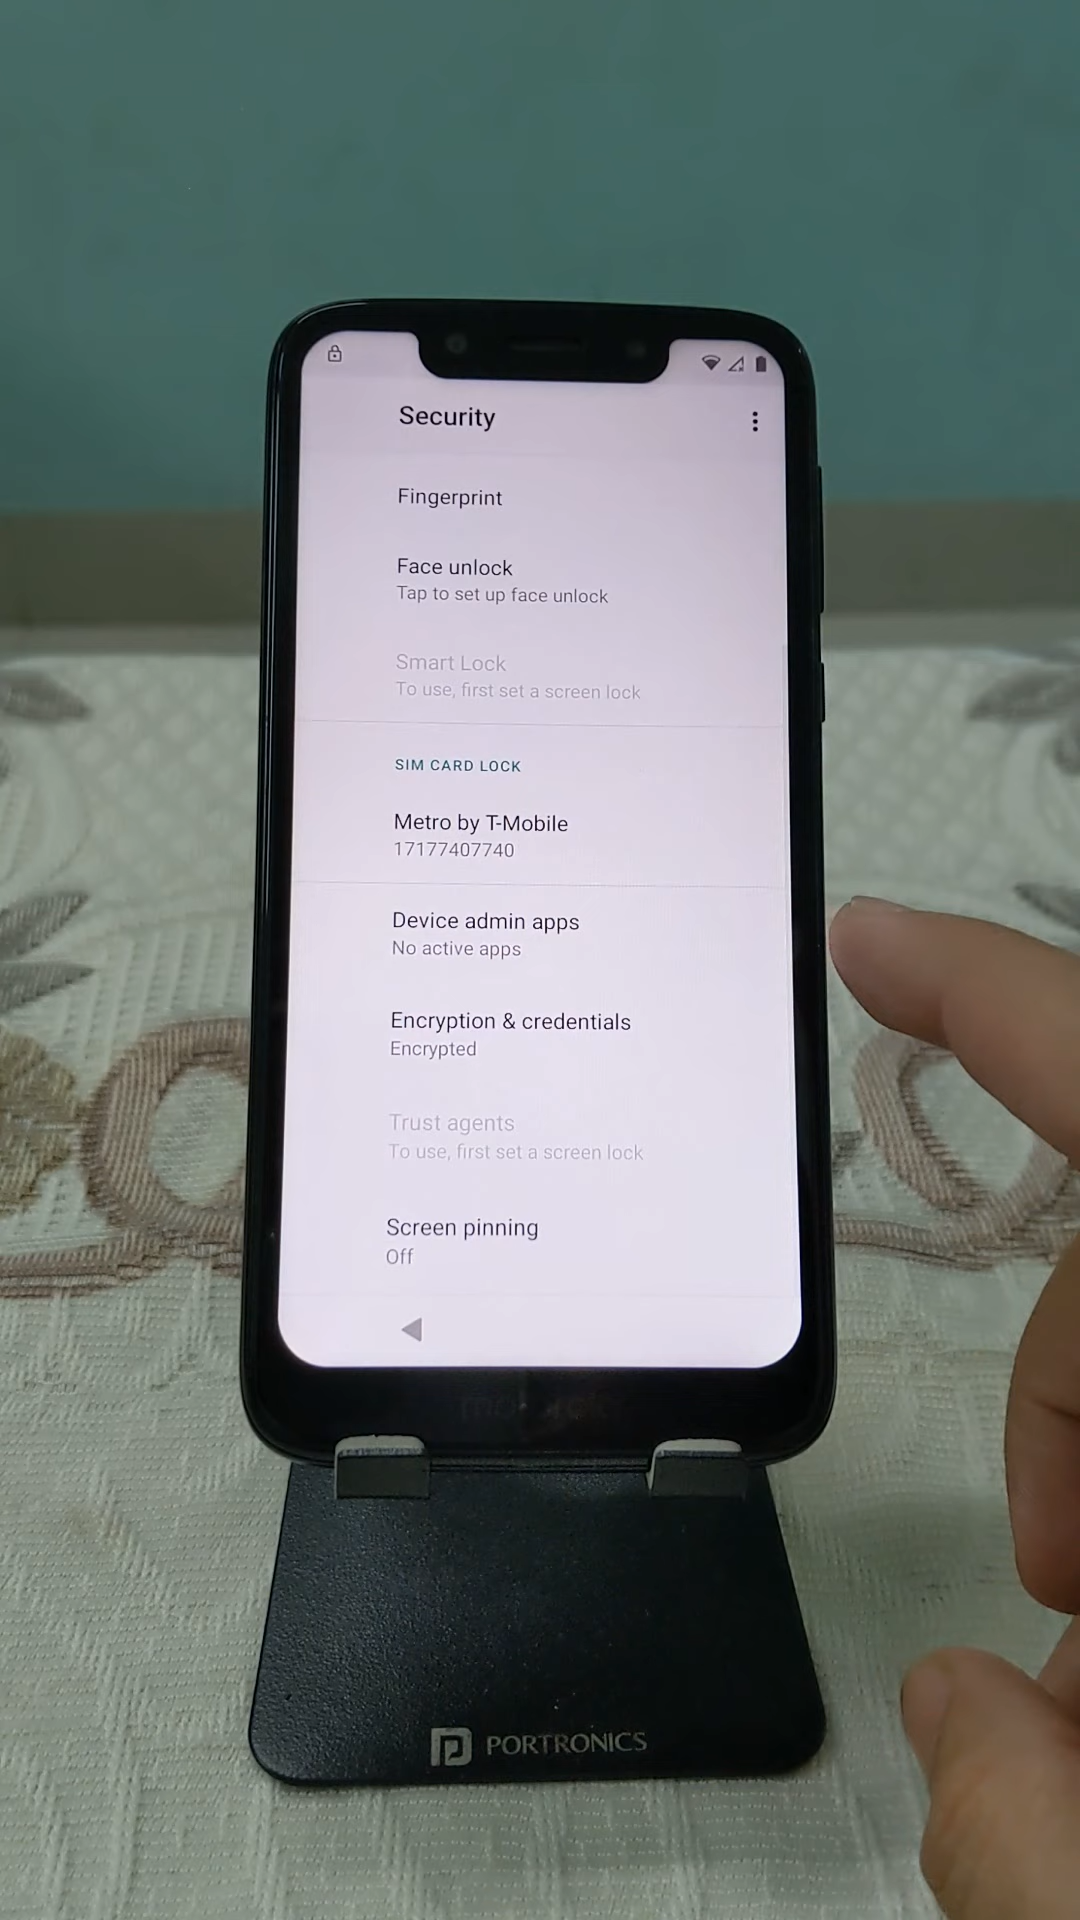 Security
Fingerprint
Face unlock
Tap to set up face unlock
Smart Lock
To use, first set a screen lock
SIM CARD LOCK
Metro by T-Mobile
17177407740
Device admin apps
No active apps
Encryption & credentials
Encrypted
Trust agents
To use, first set a screen lock
Screen pinning
Off
motorola
PORTRONICS